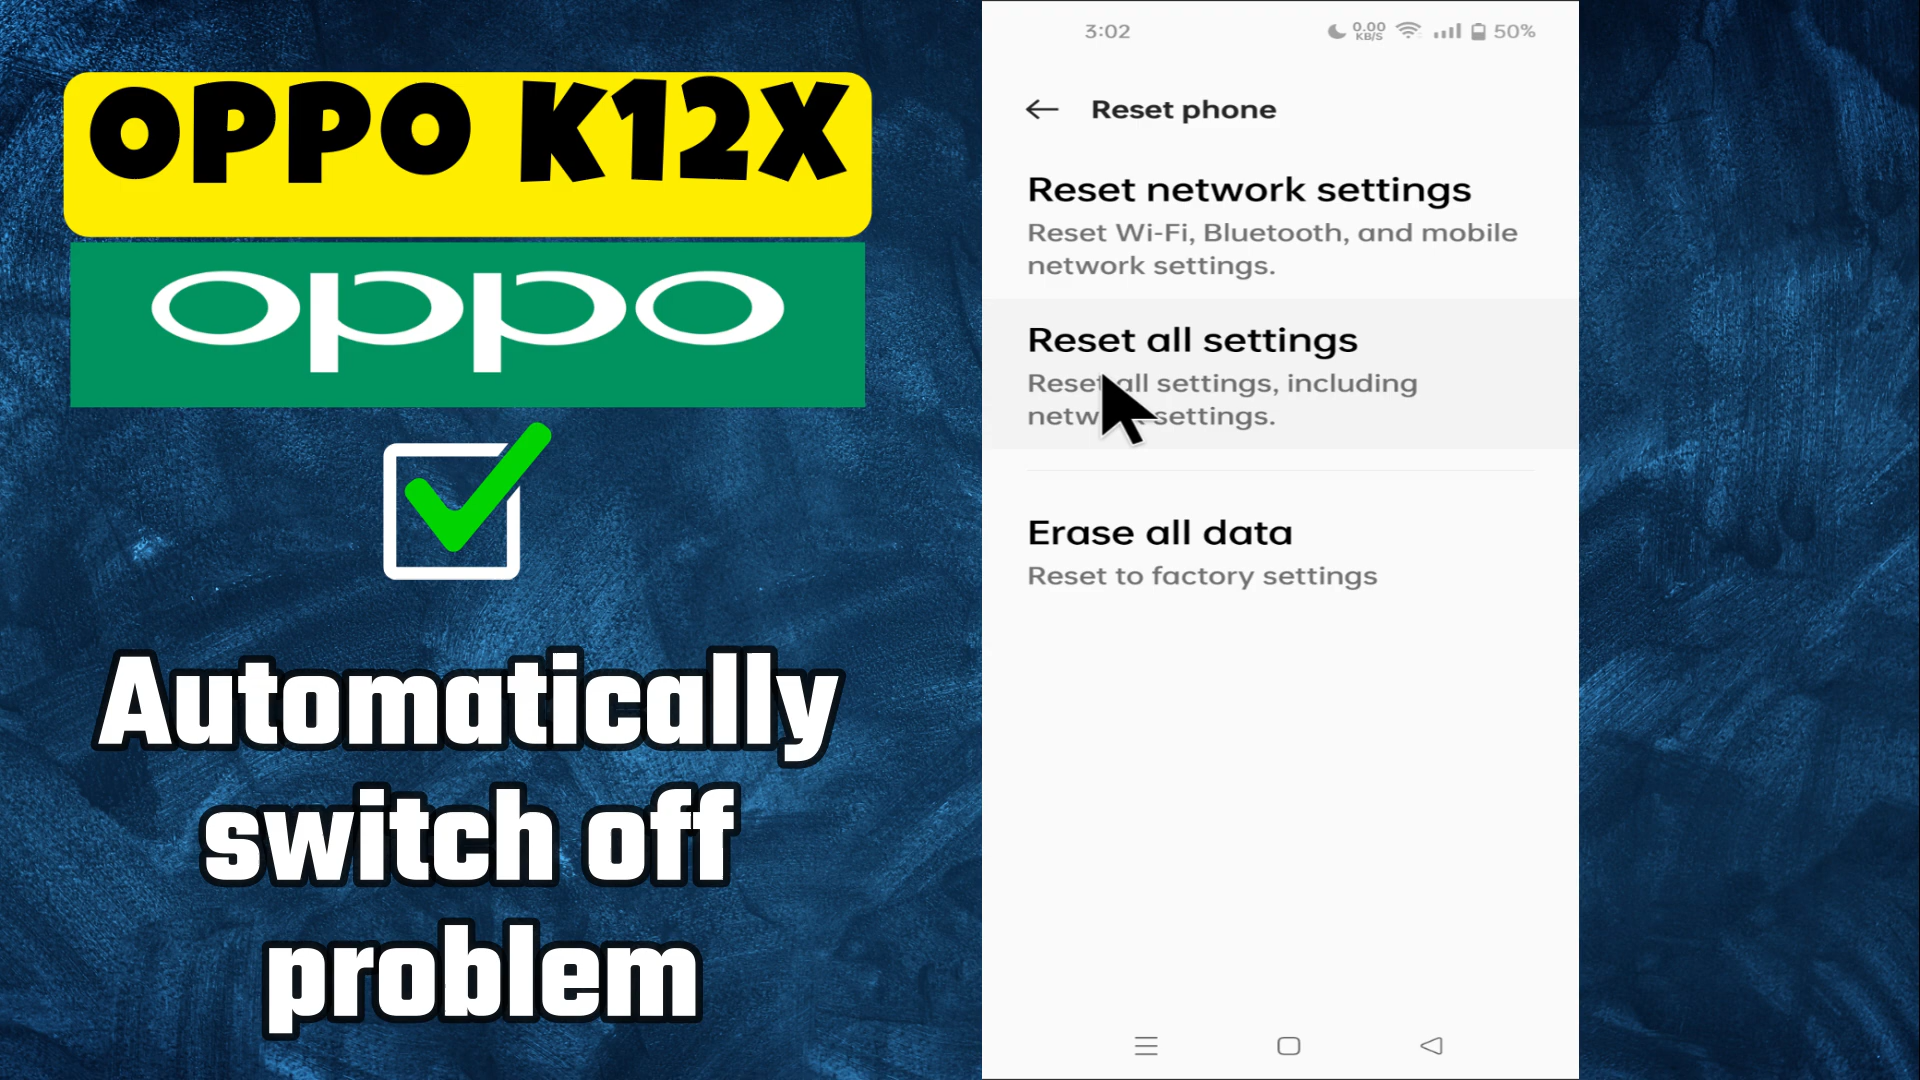 OPPO K12X
oppo
Automatically
switch off
problem
3:02
0.00
KB/S
50%
Reset phone
Reset network settings
Reset Wi-Fi, Bluetooth, and mobile
network settings.
Reset all settings
Reset all settings, including
settings.
Erase all data
Reset to factory settings